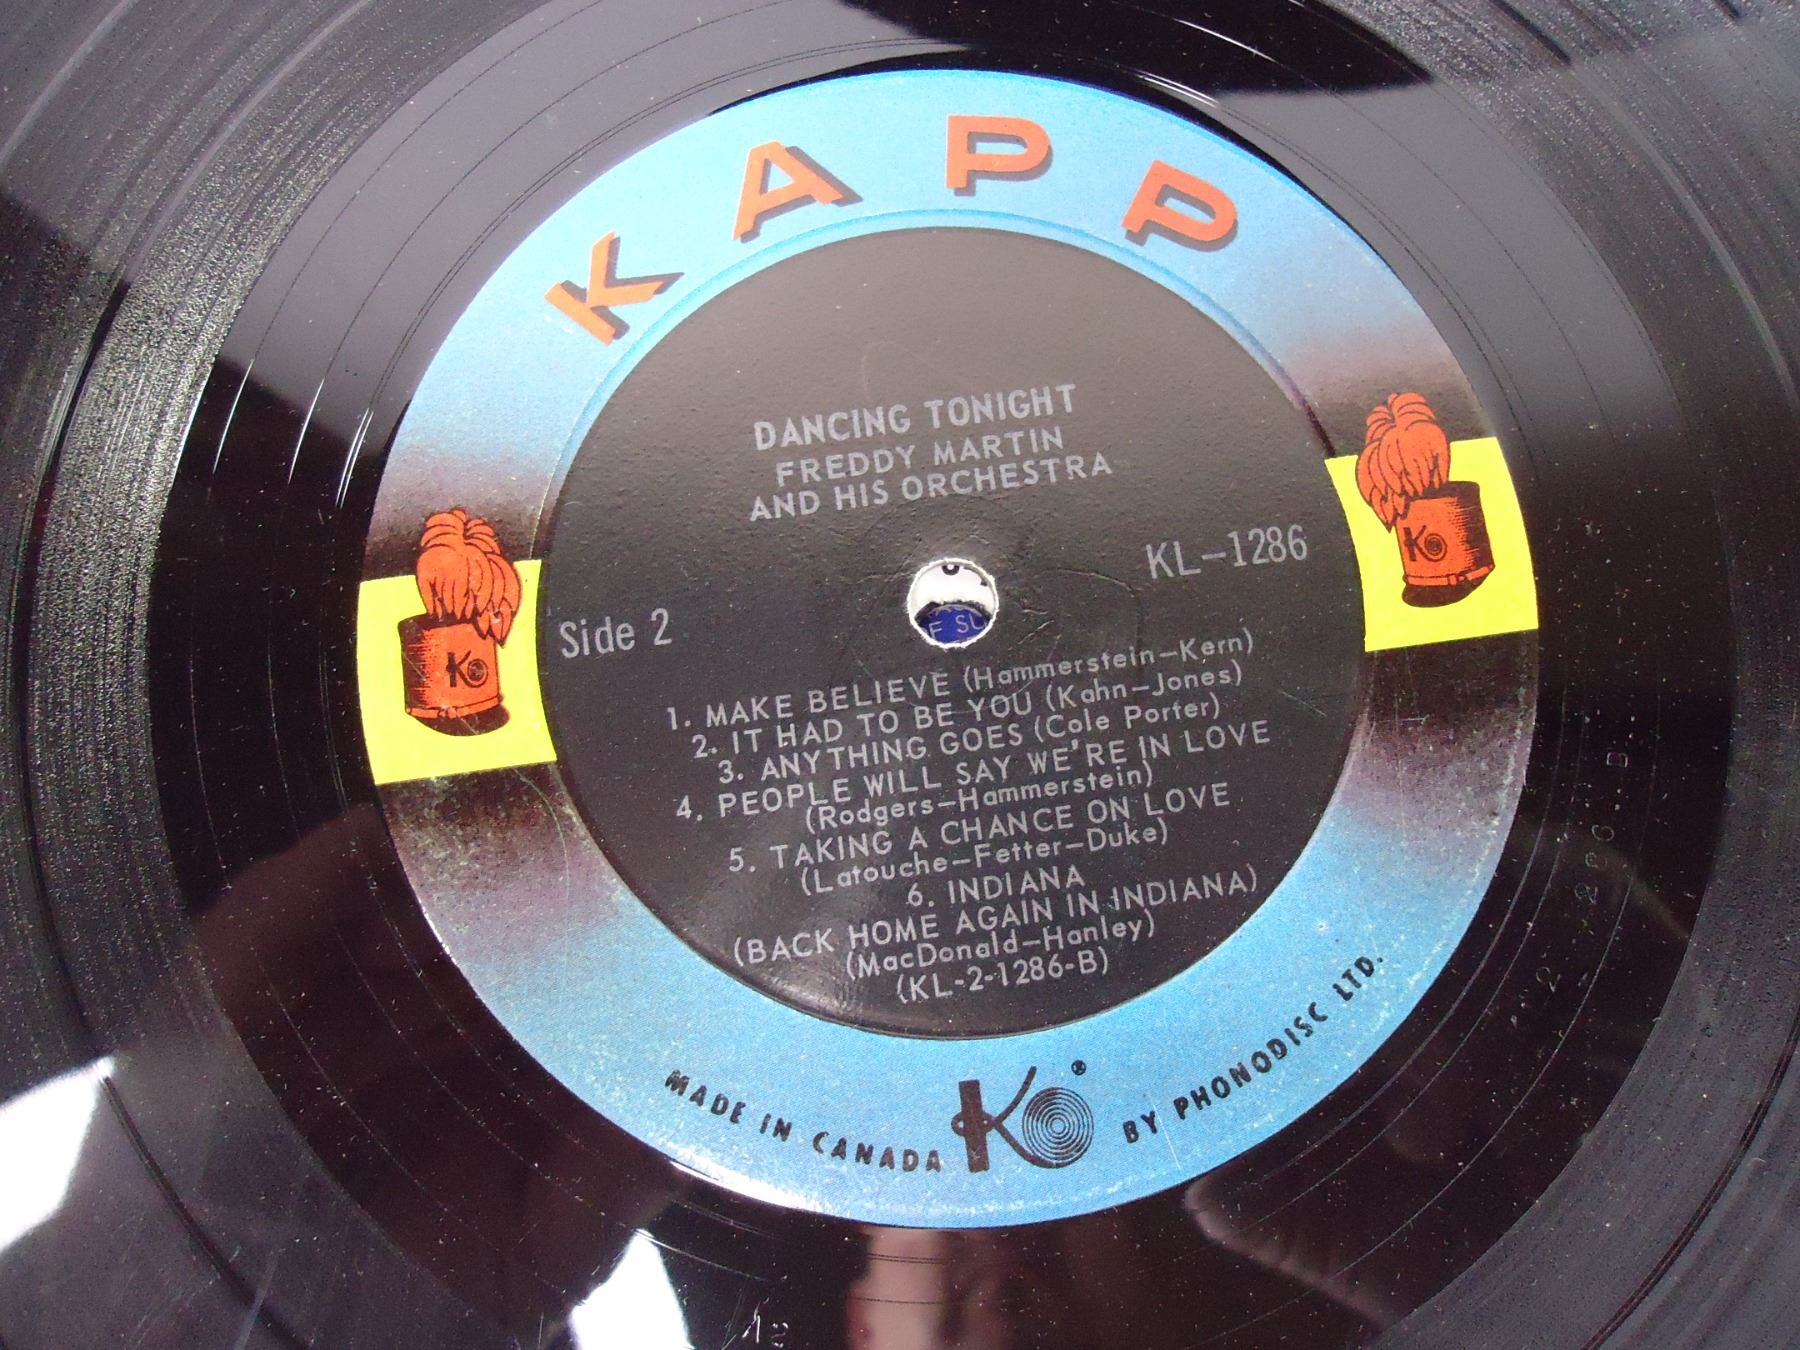 KAPP
DANCING TONIGHT
FREDDY MARTIN
AND HIS ORCHESTRA
KL-1286
Side 2
F SU
1. MAKE BELIEVE (Hammerstein-Kern)
2. IT HAD TO BE YOU (Kahn-Jones)
3. ANYTHING GOES (Cole Porter)
4. PEOPLE WILL SAY WE'RE IN LOVE
(Rodgers-Hammerstein)
5. TAKING A CHANCE ON LOVE
(Latouche-Fetter-Duke)
6. INDIANA
(BACK HOME AGAIN IN INDIANA)
(MacDonald-Hanley)
(KL-2-1286-B)
K
K
MADE IN CANADA K ® BY PHONODISC LTD.